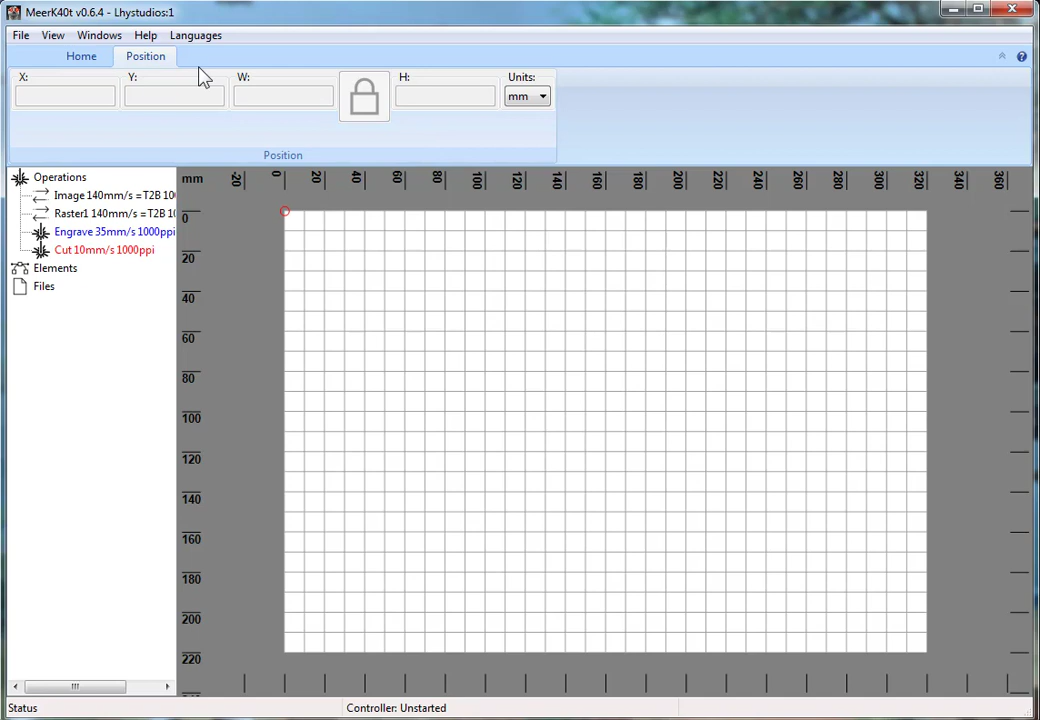 MeerK40t v0.6.4 - Lhystudios:1
File View Windows Help Languages
Home Position
X: Y: W: H: Units:
mm
Position
Operations
Image 140mm/s =T2B 10
Raster1 140mm/s =T2B 10
Engrave 35mm/s 1000ppi
Cut 10mm/s 1000ppi
Elements
Files
mm -20 0 20 40 60 80 100 120 140 160 180 200 220 240 260 280 300 320 340 360
0
20
40
60
80
100
120
140
160
180
200
220
Status Controller: Unstarted